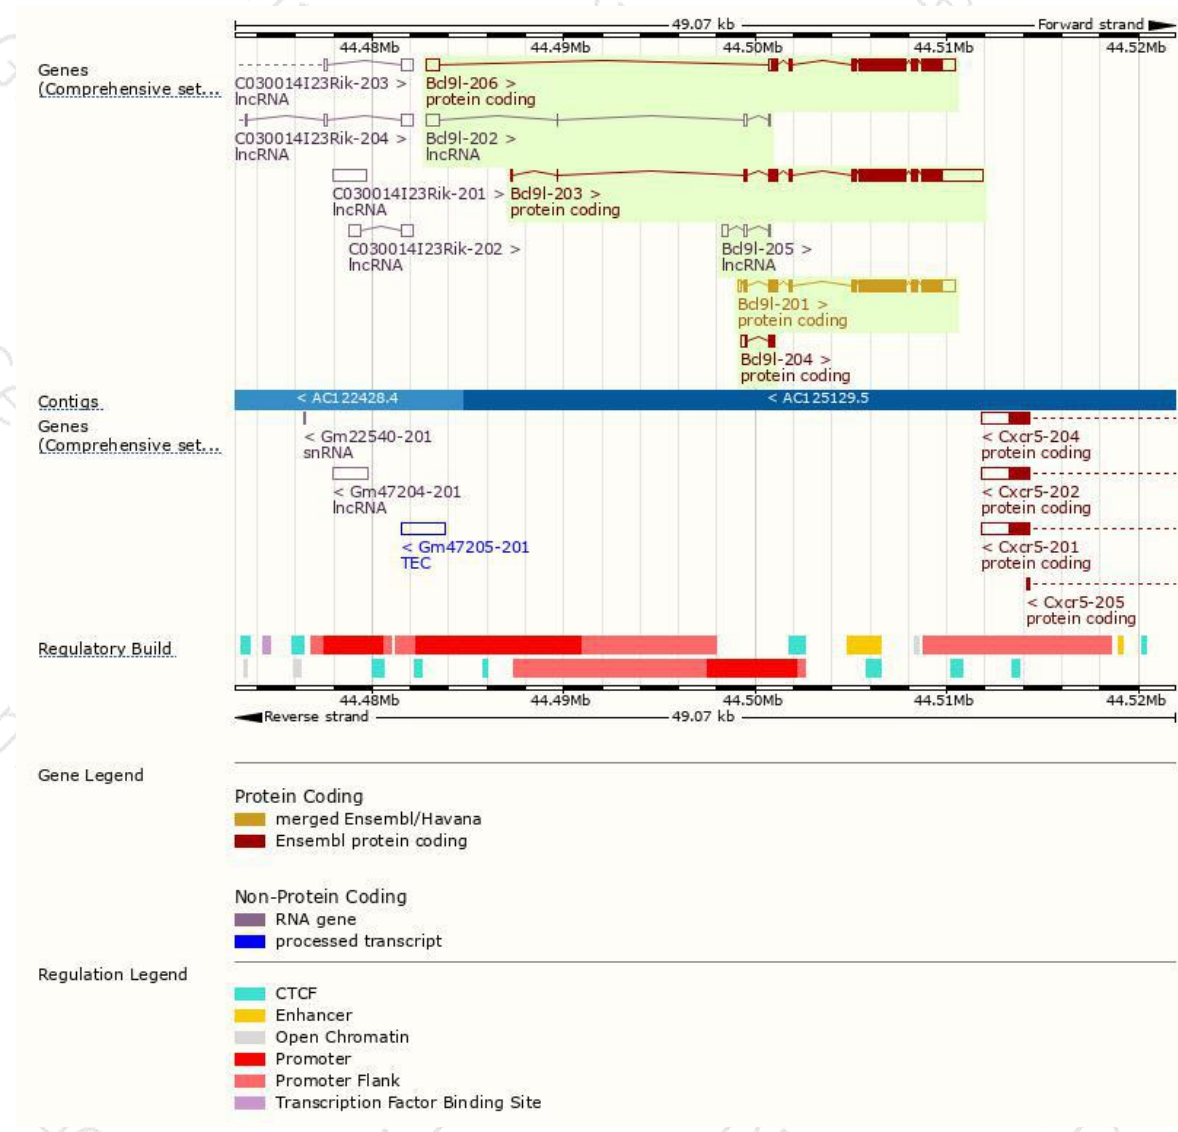 49.07 kb Forward strand
44.48Mb 44.49Mb 44.50Mb 44.51Mb 44.52Mb
Genes
(Comprehensive set...
C030014I23Rik-203 > Bcl9l-206 >
lncRNA protein coding
C030014I23Rik-204 > Bcl9l-202 >
lncRNA lncRNA
C030014I23Rik-201 > Bcl9l-203 >
lncRNA protein coding
C030014I23Rik-202 > Bcl9l-205 >
lncRNA lncRNA
Bcl9l-201 >
protein coding
Bcl9l-204 >
protein coding
Contigs < AC122428.4 < AC125129.5
Genes
(Comprehensive set...
< Gm22540-201 < Cxcr5-204
snRNA protein coding
< Gm47204-201 < Cxcr5-202
lncRNA protein coding
< Gm47205-201 < Cxcr5-201
TEC protein coding
< Cxcr5-205
protein coding
Regulatory Build
44.48Mb 44.49Mb 44.50Mb 44.51Mb 44.52Mb
Reverse strand 49.07 kb
Gene Legend
Protein Coding
merged Ensembl/Havana
Ensembl protein coding
Non-Protein Coding
RNA gene
processed transcript
Regulation Legend
CTCF
Enhancer
Open Chromatin
Promoter
Promoter Flank
Transcription Factor Binding Site